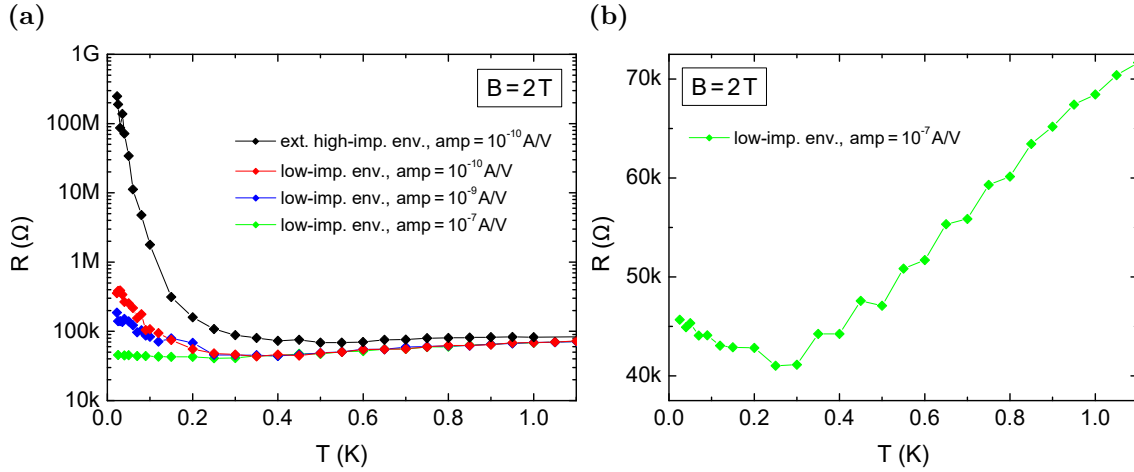 (a)
1G
100M
10M
1M
100k
10k
R (Ω)
0.0 0.2 0.4 0.6 0.8 1.0
T (K)
B = 2 T
ext. high-imp. env., amp = 10⁻¹⁰ A/V
low-imp. env., amp = 10⁻¹⁰ A/V
low-imp. env., amp = 10⁻⁹ A/V
low-imp. env., amp = 10⁻⁷ A/V
(b)
70k
60k
50k
40k
R (Ω)
0.0 0.2 0.4 0.6 0.8 1.0
T (K)
B = 2 T
low-imp. env., amp = 10⁻⁷ A/V